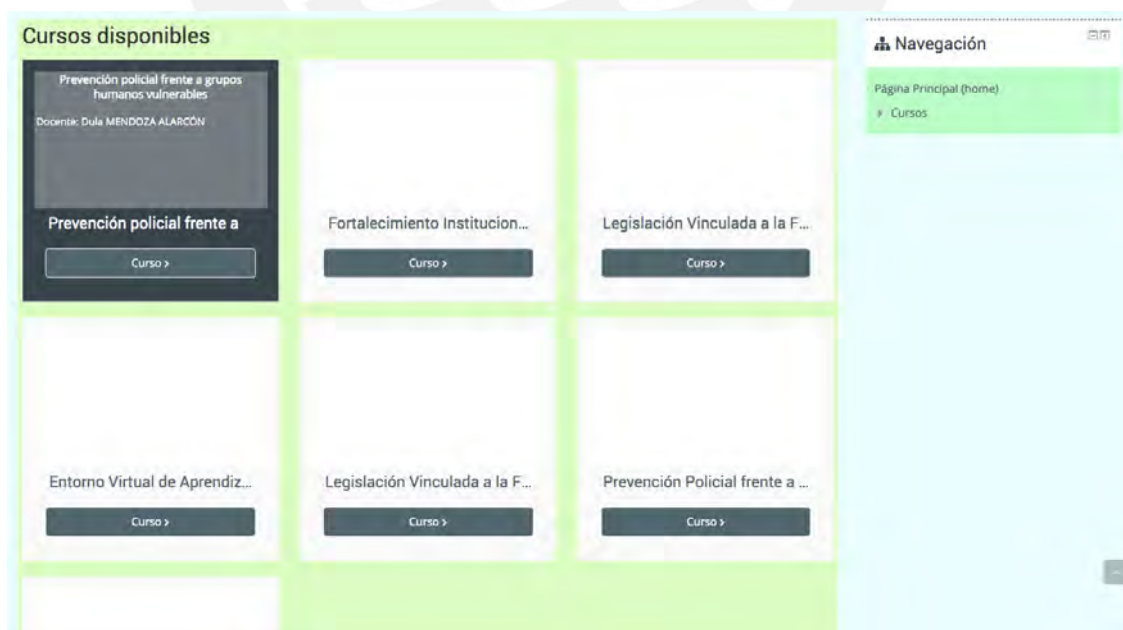 Cursos disponibles
Prevención policial frente a grupos
humanos vulnerables
Docente: Dula MENDOZA ALARCÓN
Prevención policial frente a
Curso >
Fortalecimiento Institucion...
Curso >
Legislación Vinculada a la F...
Curso >
Entorno Virtual de Aprendiz...
Curso >
Legislación Vinculada a la F...
Curso >
Prevención Policial frente a ...
Curso >
Navegación
Página Principal (home)
Cursos